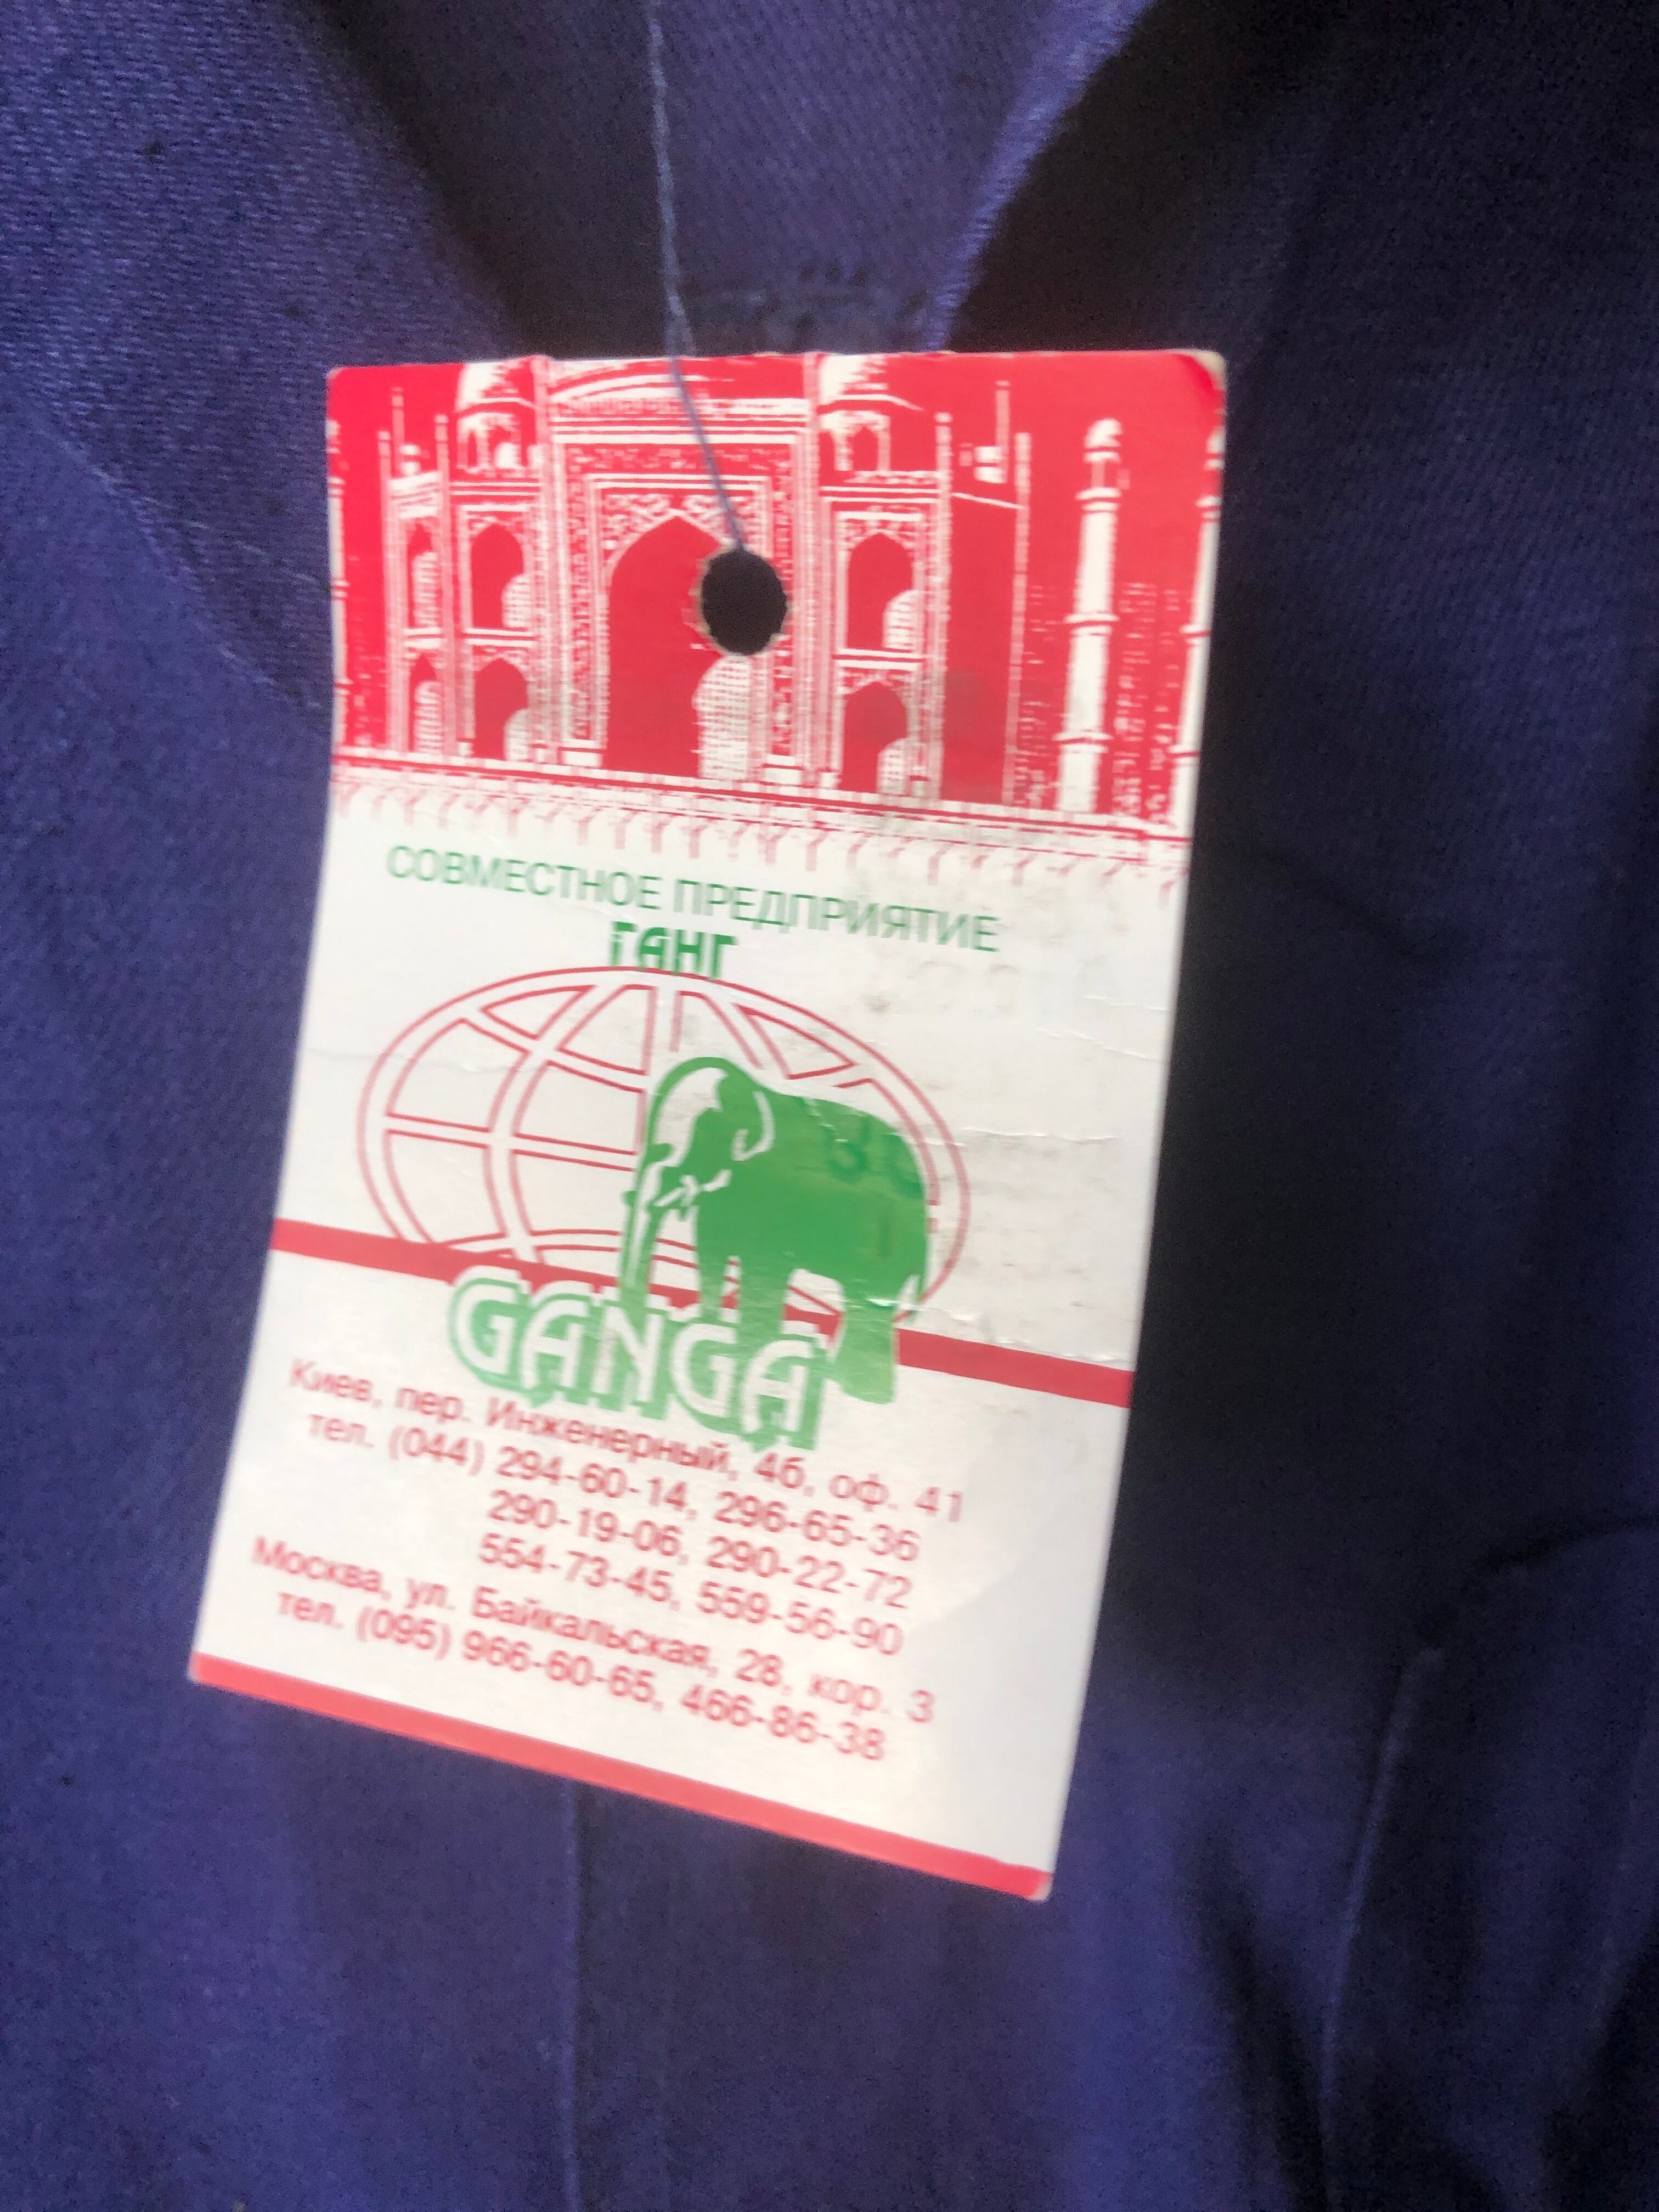 СОВМЕСТНОЕ ПРЕДПРИЯТИЕ
ГАНГ
GANGA
Киев, пер. Инженерный, 4б, оф. 41
тел. (044) 294-60-14, 296-65-36
290-19-06, 290-22-72
554-73-45, 559-56-90
Москва, ул. Байкальская, 28, кор. 3
тел. (095) 966-60-65, 466-86-38